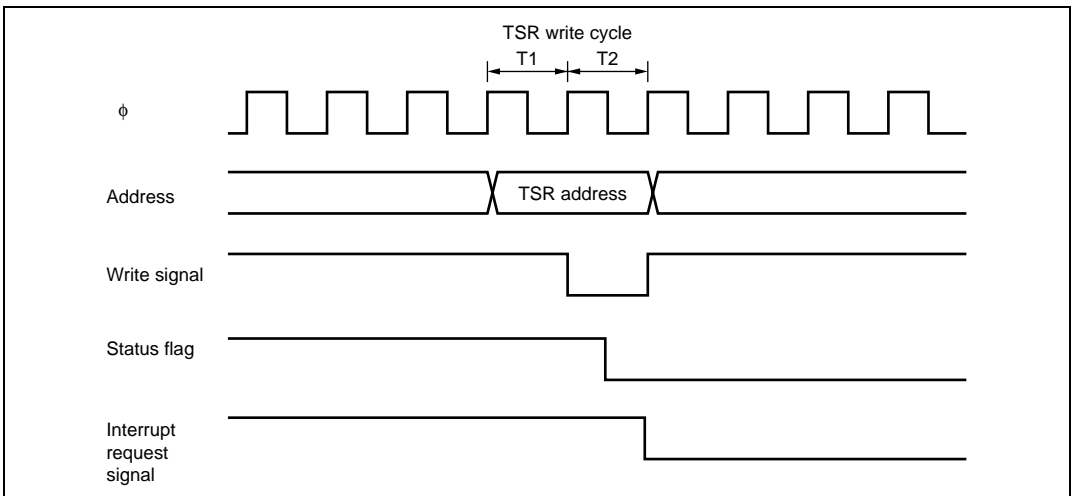 TSR write cycle
T1 T2
ϕ
Address
TSR address
Write signal
Status flag
Interrupt
request
signal